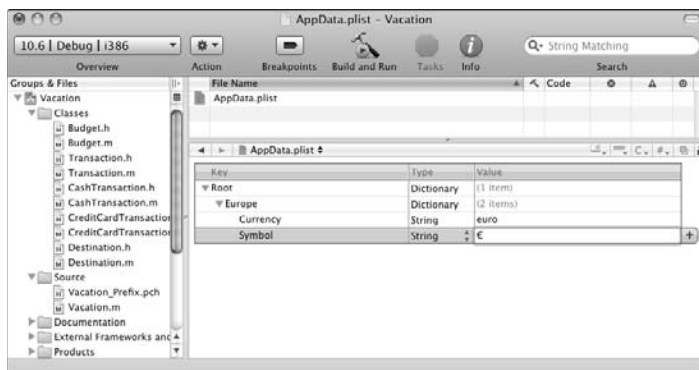 AppData.plist – Vacation
10.6 | Debug | i386
Overview
Action
Breakpoints
Build and Run
Tasks
Info
String Matching
Search
Groups & Files
Vacation
Classes
Budget.h
Budget.m
Transaction.h
Transaction.m
CashTransaction.h
CashTransaction.m
CreditCardTransaction
CreditCardTransaction
Destination.h
Destination.m
Source
Vacation_Prefix.pch
Vacation.m
Documentation
External Frameworks and
Products
File Name Code
AppData.plist
AppData.plist
C, #,
Key Type Value
Root Dictionary (1 item)
Europe Dictionary (2 items)
Currency String euro
Symbol String €